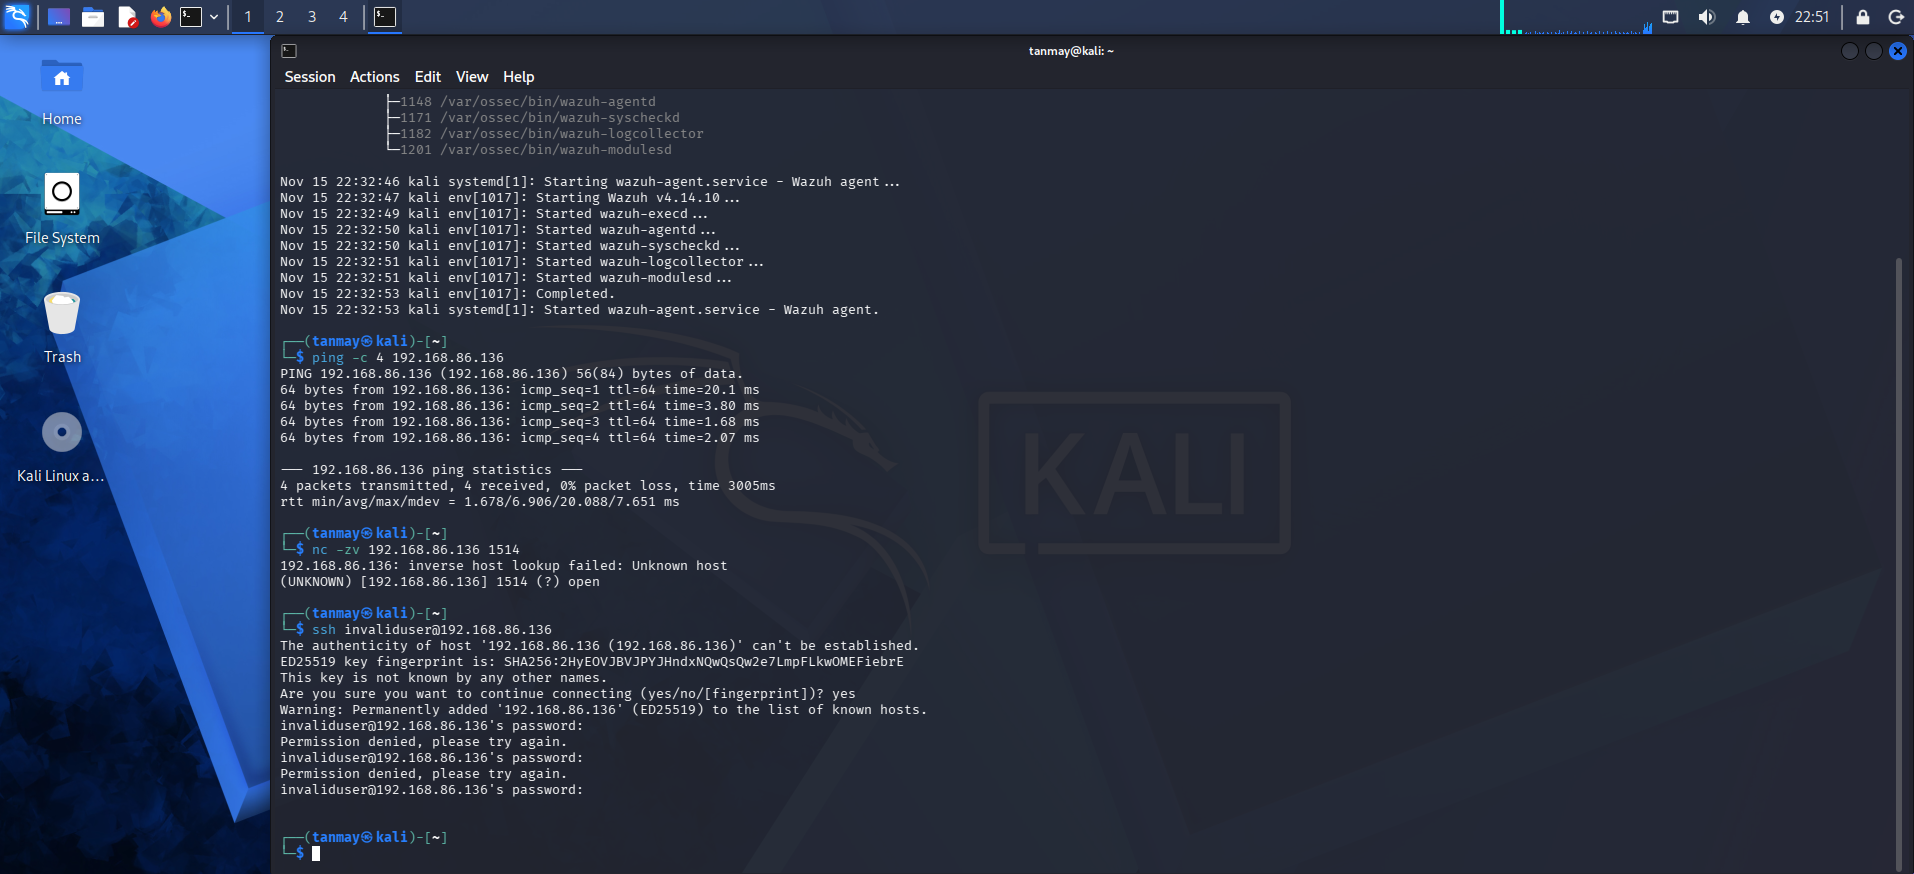 1 2 3 4
22:51
tanmay@kali: ~
Session Actions Edit View Help
Home
File System
Trash
Kali Linux a...
├─1148 /var/ossec/bin/wazuh-agentd
├─1171 /var/ossec/bin/wazuh-syscheckd
├─1182 /var/ossec/bin/wazuh-logcollector
└─1201 /var/ossec/bin/wazuh-modulesd
Nov 15 22:32:46 kali systemd[1]: Starting wazuh-agent.service - Wazuh agent...
Nov 15 22:32:47 kali env[1017]: Starting Wazuh v4.14.10...
Nov 15 22:32:49 kali env[1017]: Started wazuh-execd...
Nov 15 22:32:50 kali env[1017]: Started wazuh-agentd...
Nov 15 22:32:50 kali env[1017]: Started wazuh-syscheckd...
Nov 15 22:32:51 kali env[1017]: Started wazuh-logcollector...
Nov 15 22:32:51 kali env[1017]: Started wazuh-modulesd...
Nov 15 22:32:53 kali env[1017]: Completed.
Nov 15 22:32:53 kali systemd[1]: Started wazuh-agent.service - Wazuh agent.
┌──(tanmay㉿kali)-[~]
└─$ ping -c 4 192.168.86.136
PING 192.168.86.136 (192.168.86.136) 56(84) bytes of data.
64 bytes from 192.168.86.136: icmp_seq=1 ttl=64 time=20.1 ms
64 bytes from 192.168.86.136: icmp_seq=2 ttl=64 time=3.80 ms
64 bytes from 192.168.86.136: icmp_seq=3 ttl=64 time=1.68 ms
64 bytes from 192.168.86.136: icmp_seq=4 ttl=64 time=2.07 ms
--- 192.168.86.136 ping statistics ---
4 packets transmitted, 4 received, 0% packet loss, time 3005ms
rtt min/avg/max/mdev = 1.678/6.906/20.088/7.651 ms
┌──(tanmay㉿kali)-[~]
└─$ nc -zv 192.168.86.136 1514
192.168.86.136: inverse host lookup failed: Unknown host
(UNKNOWN) [192.168.86.136] 1514 (?) open
┌──(tanmay㉿kali)-[~]
└─$ ssh invaliduser@192.168.86.136
The authenticity of host '192.168.86.136 (192.168.86.136)' can't be established.
ED25519 key fingerprint is: SHA256:2HyEOVJBVJPYJHndxNQwQsQw2e7LmpFLkwOMEFiebrE
This key is not known by any other names.
Are you sure you want to continue connecting (yes/no/[fingerprint])? yes
Warning: Permanently added '192.168.86.136' (ED25519) to the list of known hosts.
invaliduser@192.168.86.136's password:
Permission denied, please try again.
invaliduser@192.168.86.136's password:
Permission denied, please try again.
invaliduser@192.168.86.136's password:
┌──(tanmay㉿kali)-[~]
└─$
KALI